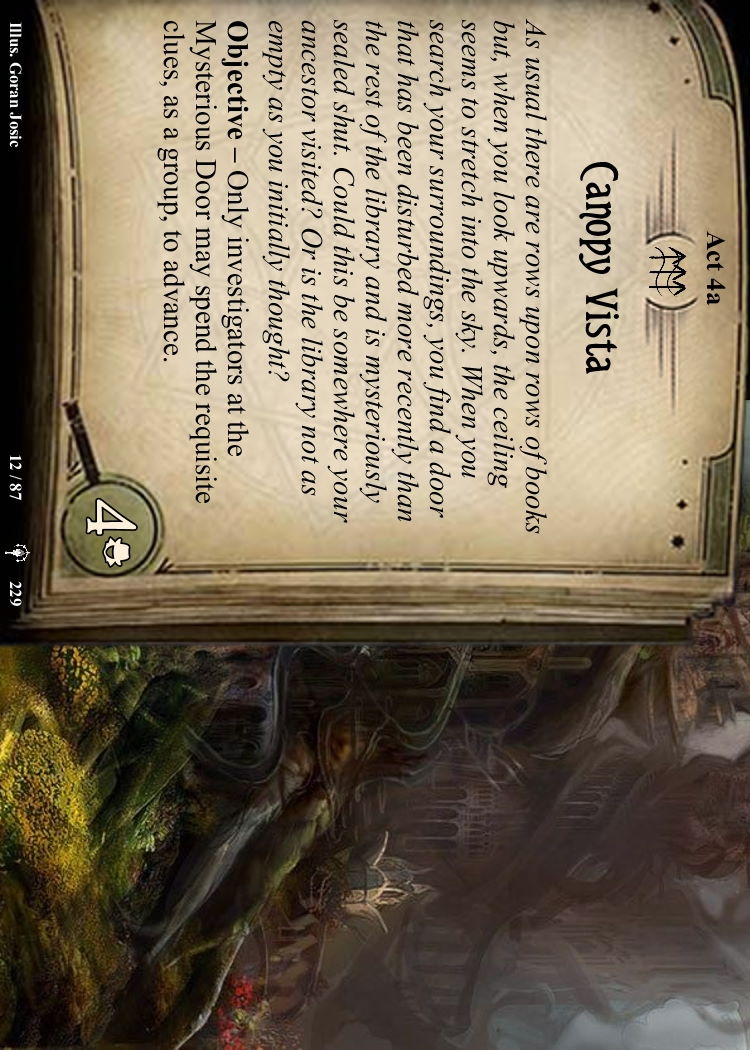 Act 4a
Canopy Vista
As usual there are rows upon rows of books
but, when you look upwards, the ceiling
seems to stretch into the sky. When you
search your surroundings, you find a door
that has been disturbed more recently than
the rest of the library and is mysteriously
sealed shut. Could this be somewhere your
ancestor visited? Or is the library not as
empty as you initially thought?
Objective – Only investigators at the
Mysterious Door may spend the requisite
clues, as a group, to advance.
4
Illus. Goran Josic
12 / 87
229